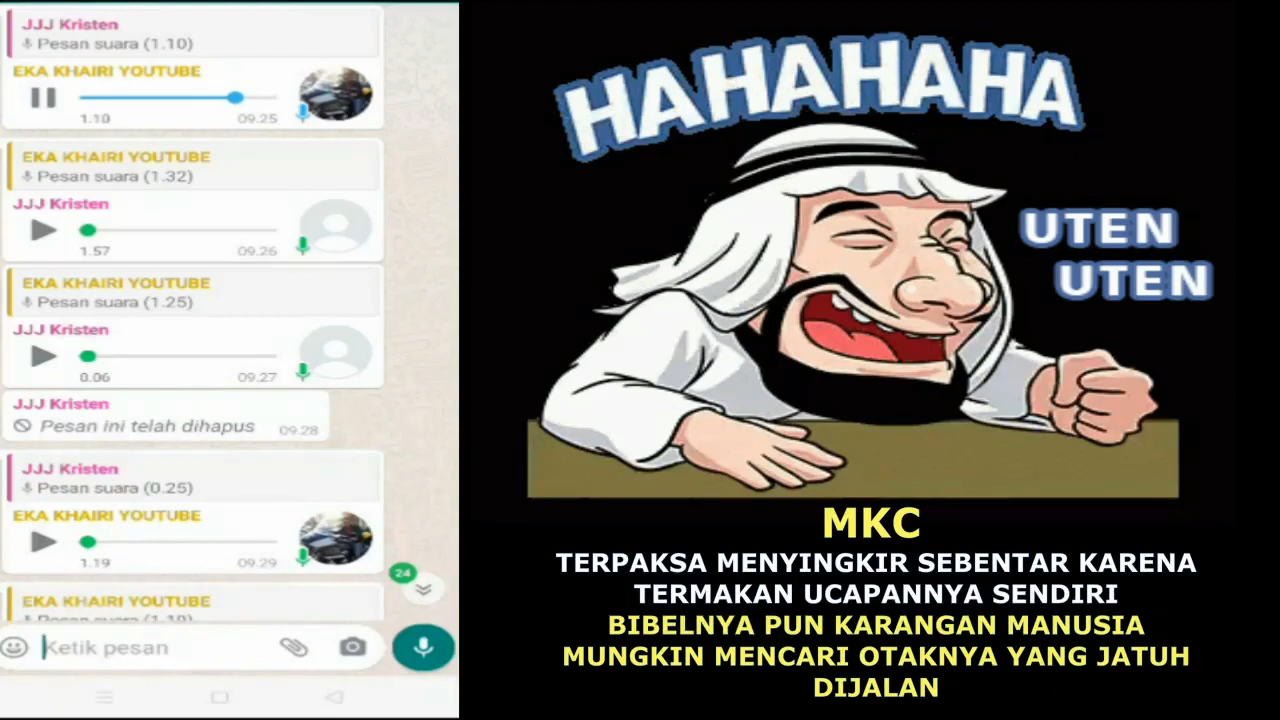 JJJ Kristen
Pesan suara (1.10)
EKA KHAIRI YOUTUBE
1.10 09.25
EKA KHAIRI YOUTUBE
Pesan suara (1.32)
JJJ Kristen
1.57 09.26
EKA KHAIRI YOUTUBE
Pesan suara (1.25)
JJJ Kristen
0.06 09.27
JJJ Kristen
Pesan ini telah dihapus 09.28
JJJ Kristen
Pesan suara (0.25)
EKA KHAIRI YOUTUBE
1.19 09.29
24
EKA KHAIRI YOUTUBE
Pesan suara (1.19)
Ketik pesan
HAHAHAHA
UTEN
UTEN
MKC
TERPAKSA MENYINGKIR SEBENTAR KARENA
TERMAKAN UCAPANNYA SENDIRI
BIBELNYA PUN KARANGAN MANUSIA
MUNGKIN MENCARI OTAKNYA YANG JATUH
DIJALAN